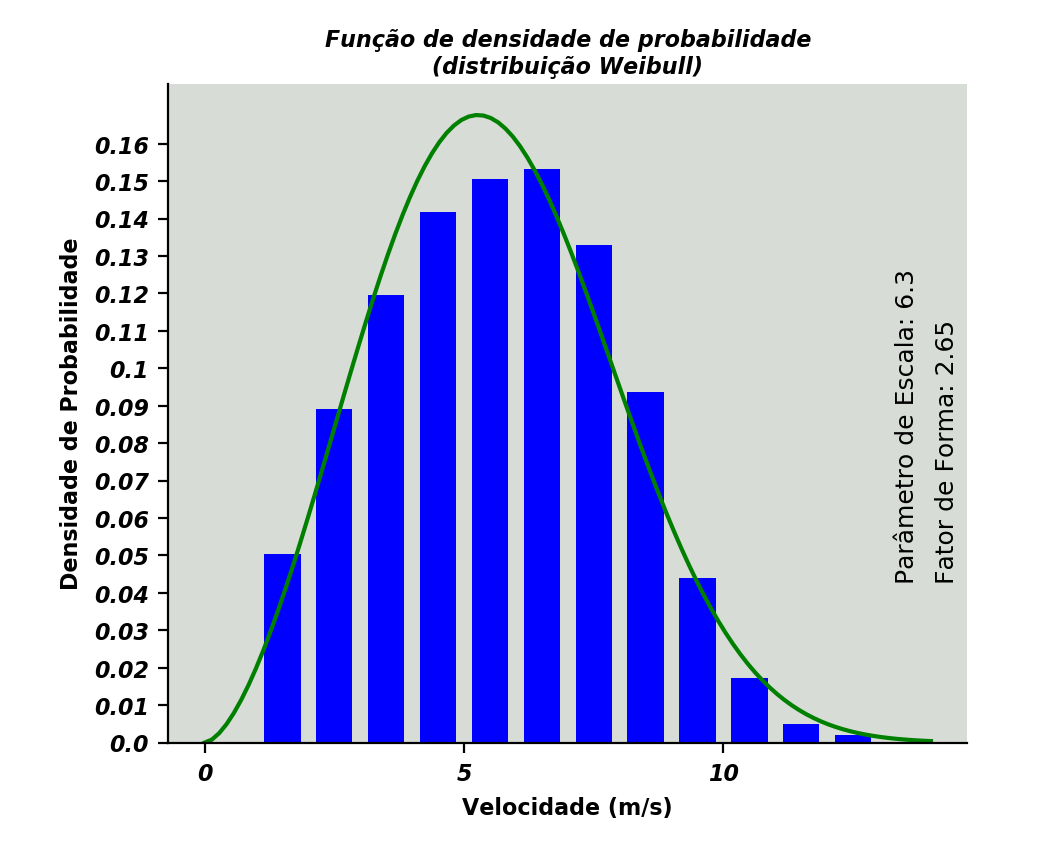 Função de densidade de probabilidade
(distribuição Weibull)
Densidade de Probabilidade
0.16
0.15
0.14
0.13
0.12
0.11
0.1
0.09
0.08
0.07
0.06
0.05
0.04
0.03
0.02
0.01
0.0
Parâmetro de Escala: 6.3
Fator de Forma: 2.65
0 5 10
Velocidade (m/s)